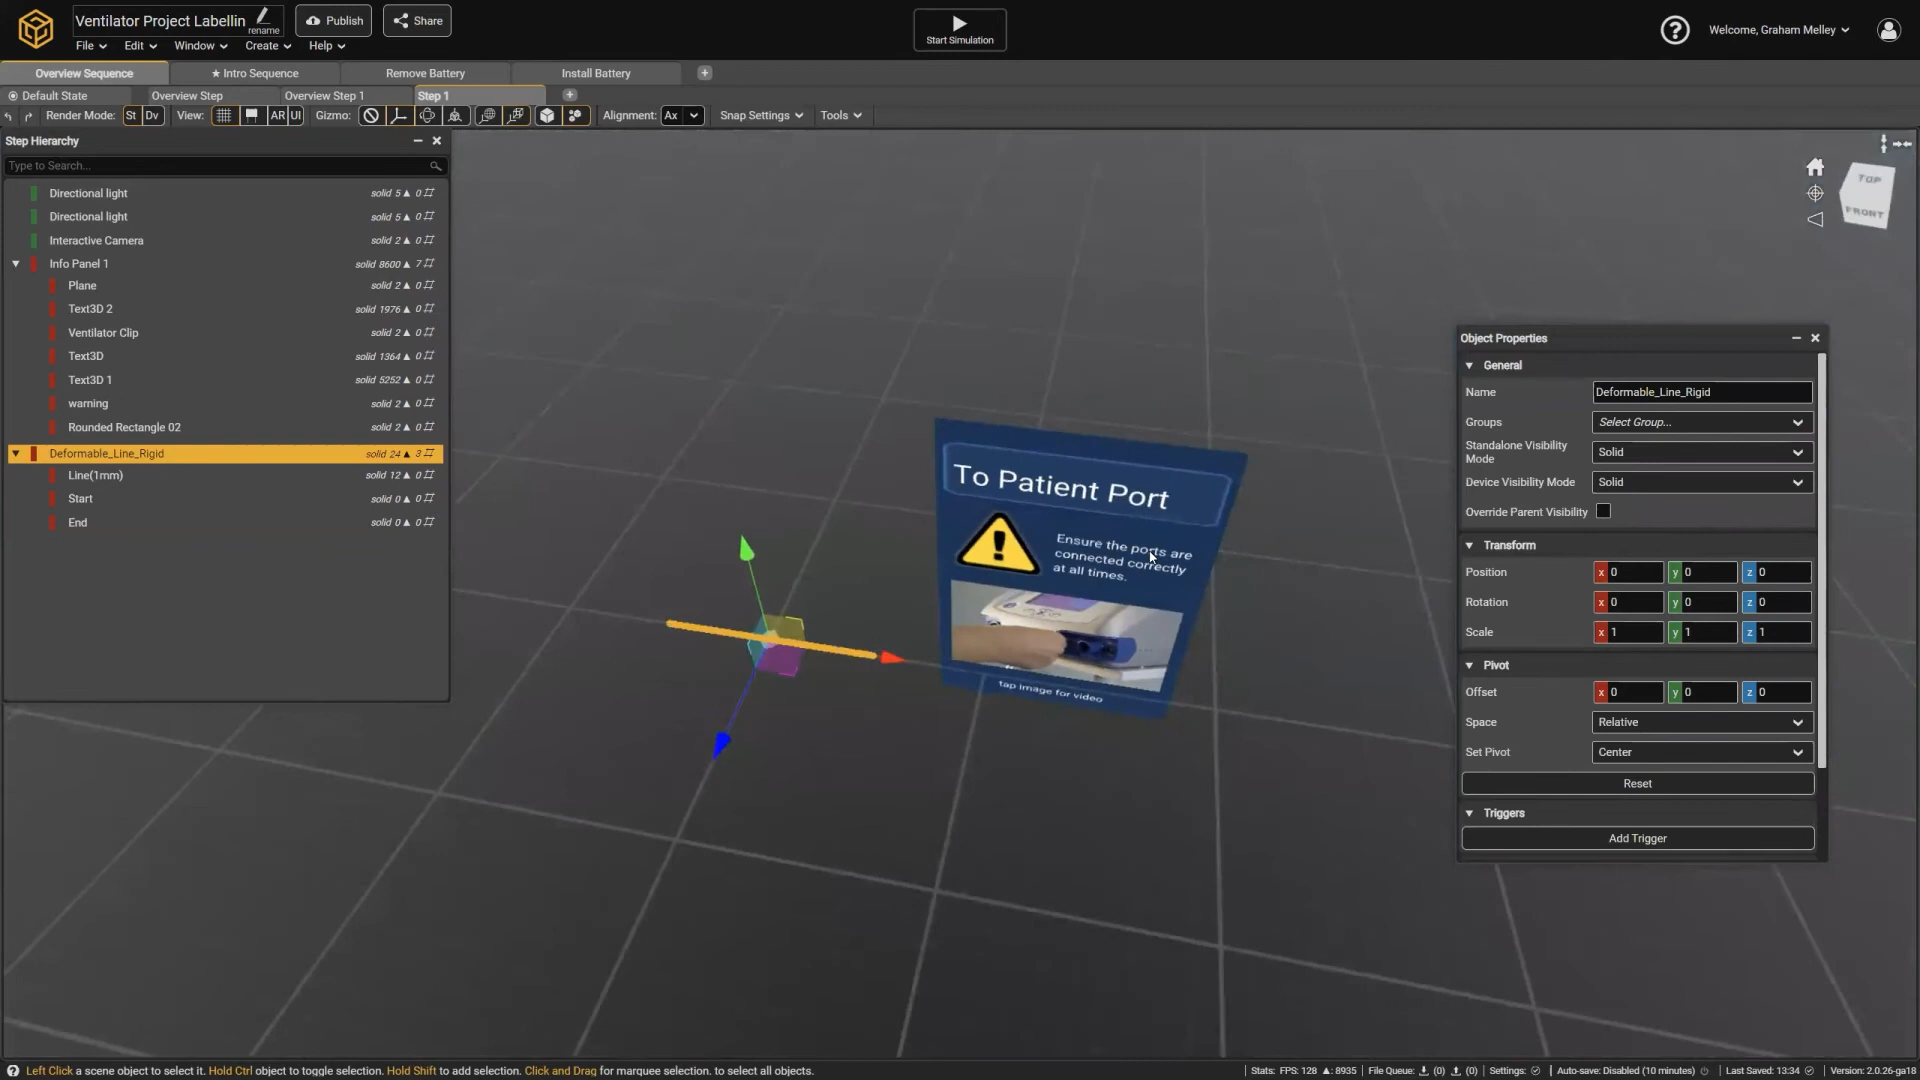 Ventilator Project Labellin
rename
Publish
Share
Start Simulation
Welcome, Graham Melley
File Edit Window Create Help
Overview Sequence ★ Intro Sequence Remove Battery Install Battery
Default State Overview Step Overview Step 1 Step 1
Render Mode: St Dv View: AR UI Gizmo: Alignment: Ax Snap Settings Tools
Step Hierarchy
Type to Search...
Directional light solid 5 ▲ 0
Directional light solid 5 ▲ 0
Interactive Camera solid 2 ▲ 0
Info Panel 1 solid 8600 ▲ 7
Plane solid 2 ▲ 0
Text3D 2 solid 1976 ▲ 0
Ventilator Clip solid 2 ▲ 0
Text3D solid 1364 ▲ 0
Text3D 1 solid 5252 ▲ 0
warning solid 2 ▲ 0
Rounded Rectangle 02 solid 2 ▲ 0
Deformable_Line_Rigid solid 24 ▲ 3
Line(1mm) solid 12 ▲ 0
Start solid 0 ▲ 0
End solid 0 ▲ 0
TOP
FRONT
To Patient Port
Ensure the ports are
connected correctly
at all times.
tap image for video
Object Properties
General
Name Deformable_Line_Rigid
Groups Select Group...
Standalone Visibility
Mode Solid
Device Visibility Mode Solid
Override Parent Visibility
Transform
Position x 0 y 0 z 0
Rotation x 0 y 0 z 0
Scale x 1 y 1 z 1
Pivot
Offset x 0 y 0 z 0
Space Relative
Set Pivot Center
Reset
Triggers
Add Trigger
Left Click a scene object to select it. Hold Ctrl object to toggle selection. Hold Shift to add selection. Click and Drag for marquee selection. to select all objects.
Stats: FPS: 128 ▲: 8935 File Queue: (0) (0) Settings: Auto-save: Disabled (10 minutes) Last Saved: 13:34 Version: 2.0.26-ga18